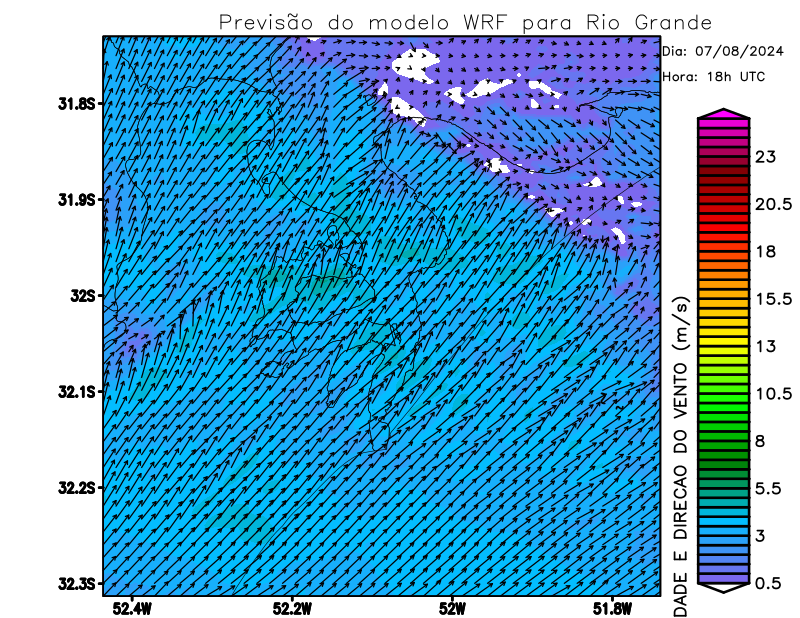 Previsão do modelo WRF para Rio Grande
Dia: 07/08/2024
Hora: 18h UTC
31.8S
31.9S
32S
32.1S
32.2S
32.3S
52.4W
52.2W
52W
51.8W
DADE E DIRECAO DO VENTO (m/s)
23
20.5
18
15.5
13
10.5
8
5.5
3
0.5